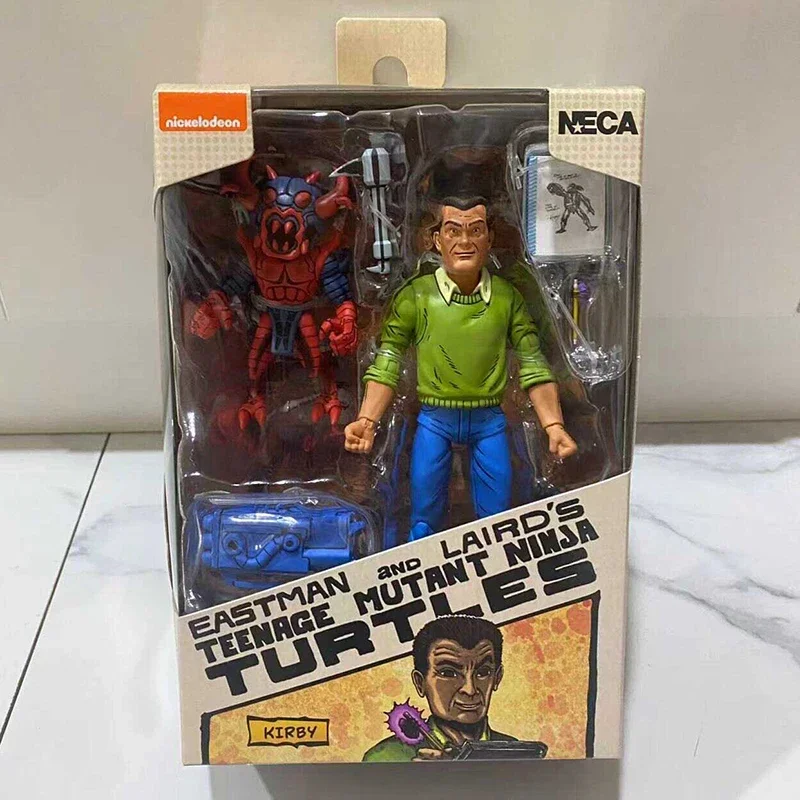 nickelodeon
NECA
EASTMAN AND LAIRD'S
TEENAGE MUTANT NINJA
TURTLES
KIRBY